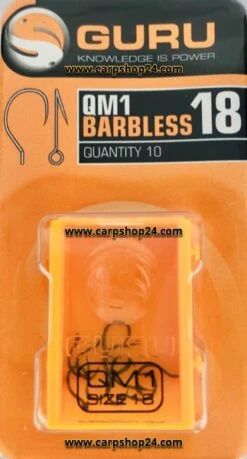 GURU
KNOWLEDGE IS POWER
www.carpshop24.com
QM1
BARBLESS 18
QUANTITY 10
www.carpshop24.com
GURU
QM1
SIZE 18
www.carpshop24.com